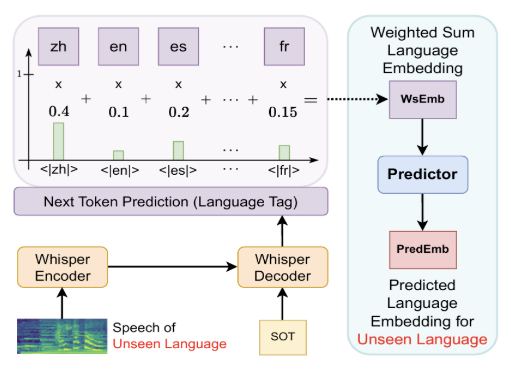 zh en es ... fr
1
x x x x
0.4 + 0.1 + 0.2 + ... + 0.15 =
<|zh|> <|en|> <|es|> ... <|fr|>
Next Token Prediction (Language Tag)
Whisper
Encoder
Whisper
Decoder
Speech of
Unseen Language
SOT
Weighted Sum
Language
Embedding
WsEmb
Predictor
PredEmb
Predicted
Language
Embedding for
Unseen Language